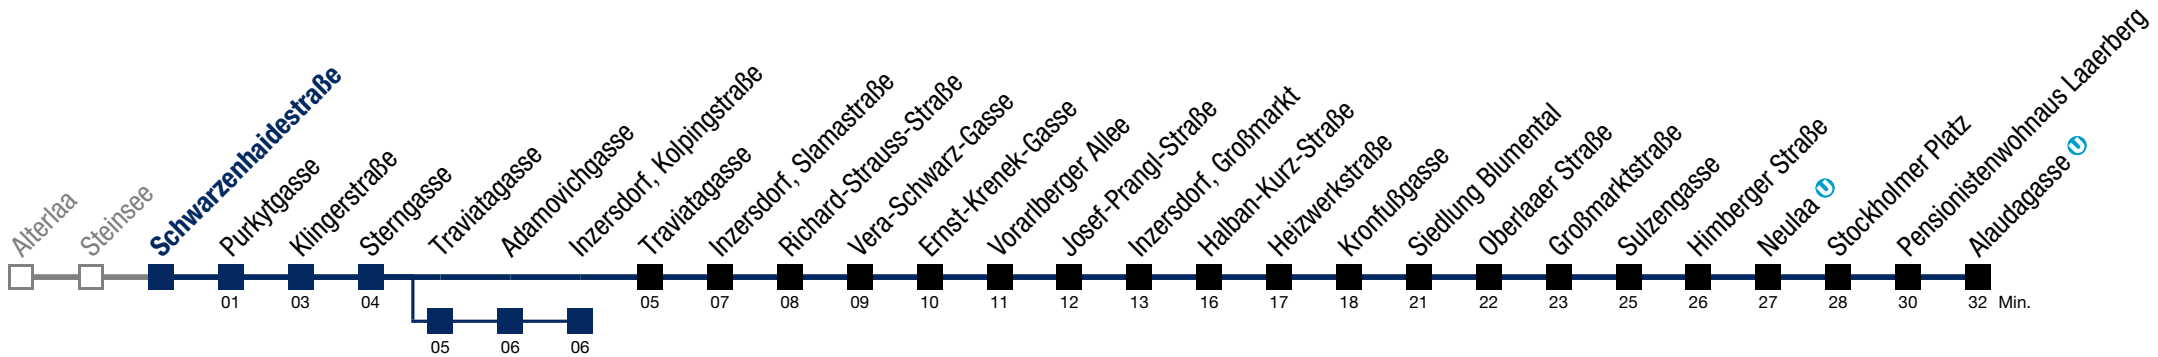 Alterlaa
Steinsee
Schwarzenhaidestraße
Purkytgasse
Klingerstraße
Sterngasse
Traviatagasse
Adamovichgasse
Inzersdorf, Kolpingstraße
Traviatagasse
Inzersdorf, Slamastraße
Richard-Strauss-Straße
Vera-Schwarz-Gasse
Ernst-Krenek-Gasse
Vorarlberger Allee
Josef-Prangl-Straße
Inzersdorf, Großmarkt
Halban-Kurz-Straße
Heizwerkstraße
Kronfußgasse
Siedlung Blumental
Oberlaaer Straße
Großmarktstraße
Sulzengasse
Himberger Straße
Neulaa U
Stockholmer Platz
Pensionistenwohnaus Laaerberg
Alaudagasse U
01 03 04 05 07 08 09 10 11 12 13 16 17 18 21 22 23 25 26 27 28 30 32 Min.
05 06 06